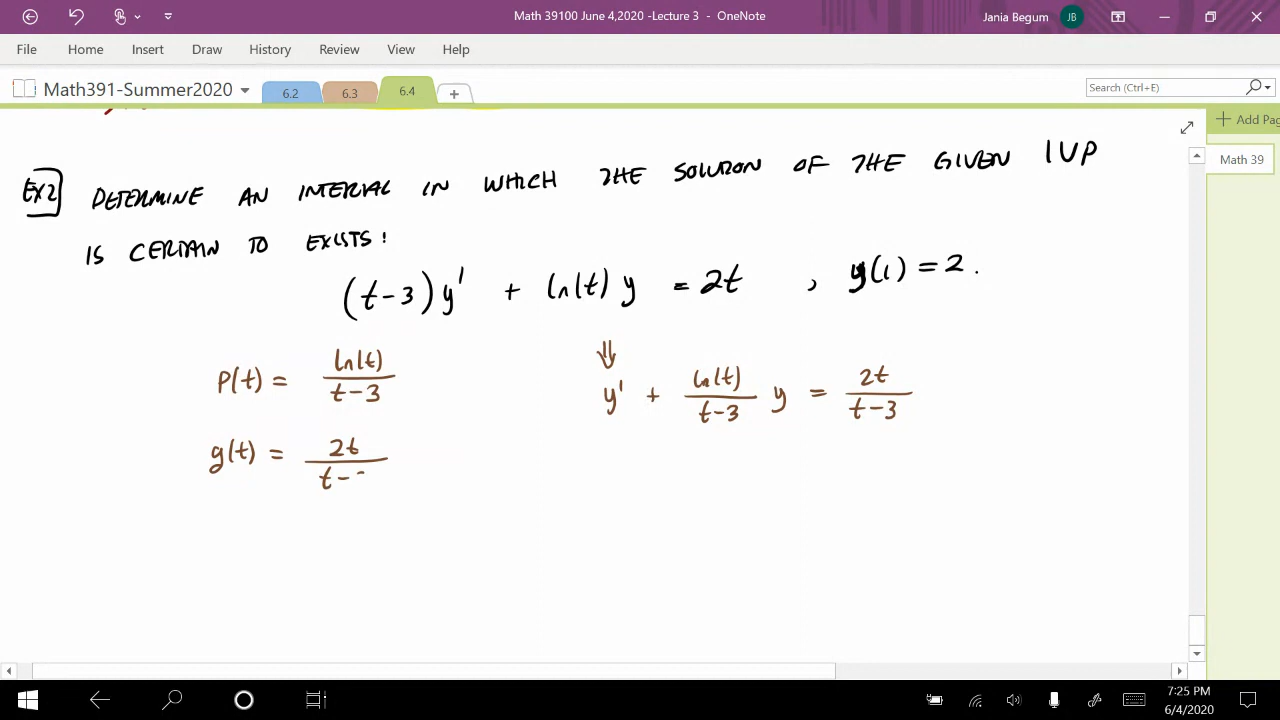 Math 39100 June 4,2020 -Lecture 3 - OneNote
Jania Begum JB
File Home Insert Draw History Research Review View Help
Math391-Summer2020 6.2 6.3 6.4
Search (Ctrl+E)
Add Pag
Math 39
EX2 DETERMINE AN INTERVAL IN WHICH THE SOLUTION OF THE GIVEN IVP
IS CERTAIN TO EXISTS:
(t-3)y' + ln(t)y = 2t , y(1) = 2.
P(t) = ln(t)/(t-3)
⇓
y' + ln(t)/(t-3) y = 2t/(t-3)
g(t) = 2t/t-
7:25 PM
6/4/2020